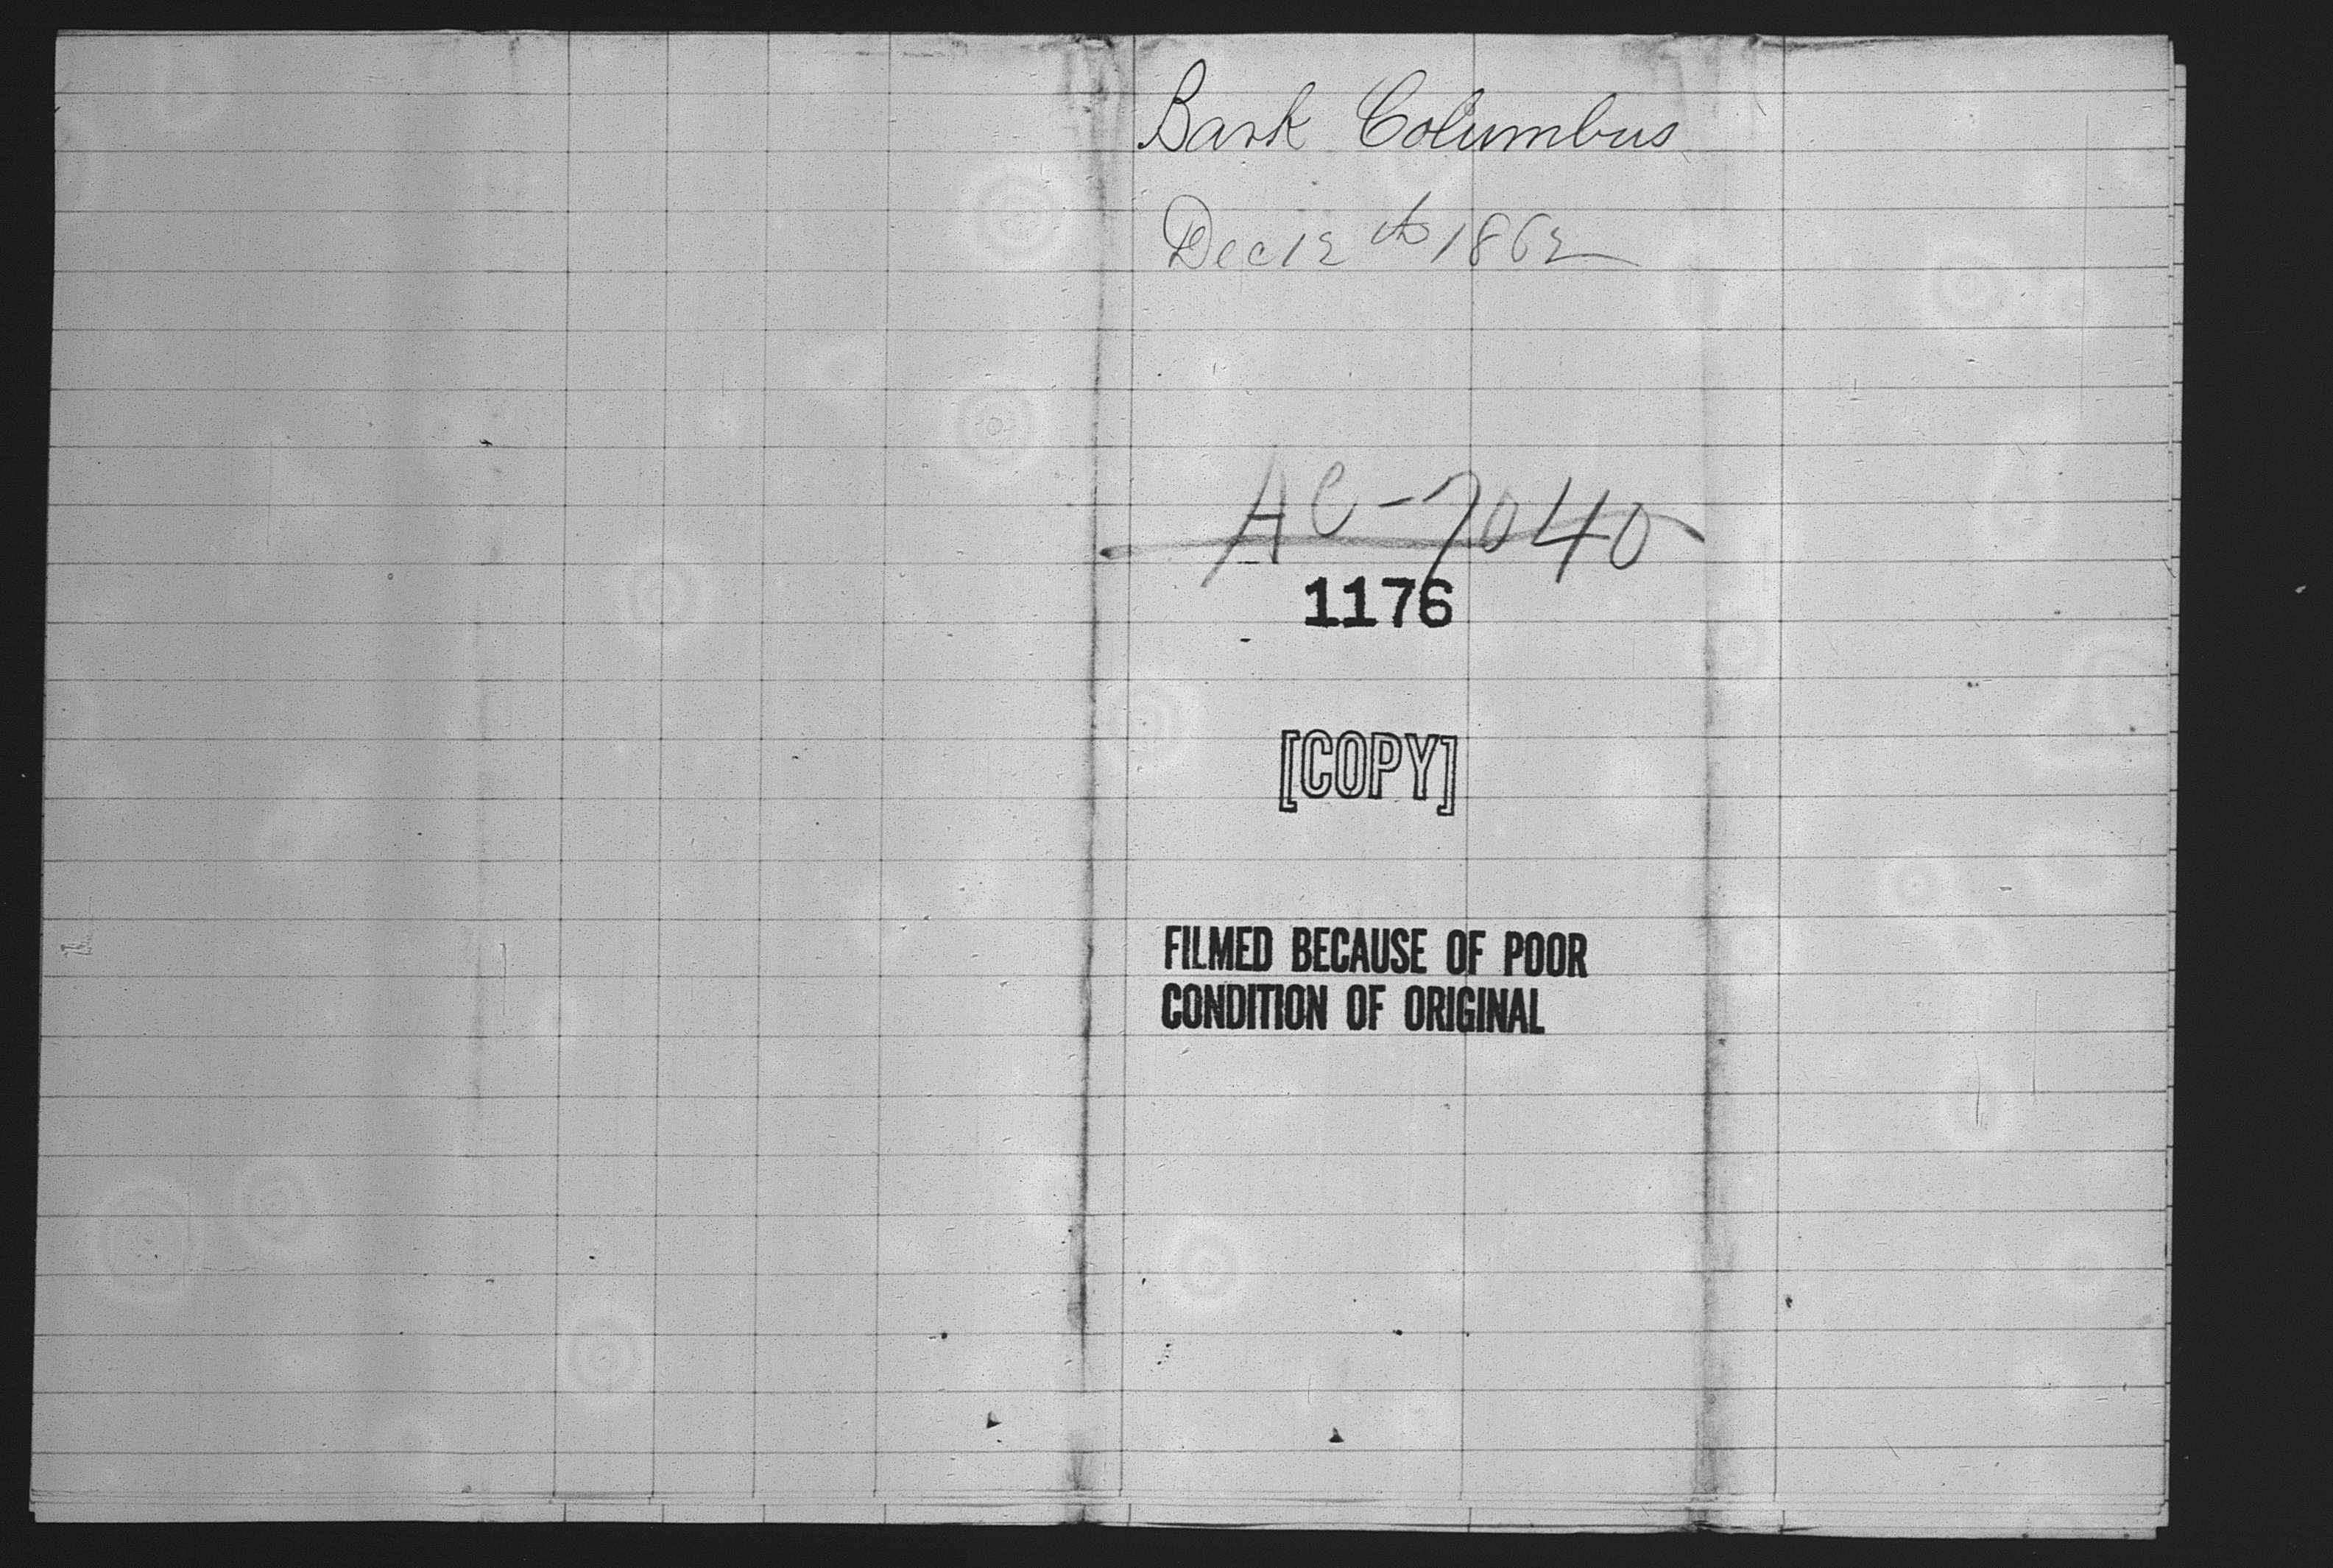 Bark Columbus
Dec 12th 1862
AC-7040
1176
[COPY]
FILMED BECAUSE OF POOR
CONDITION OF ORIGINAL